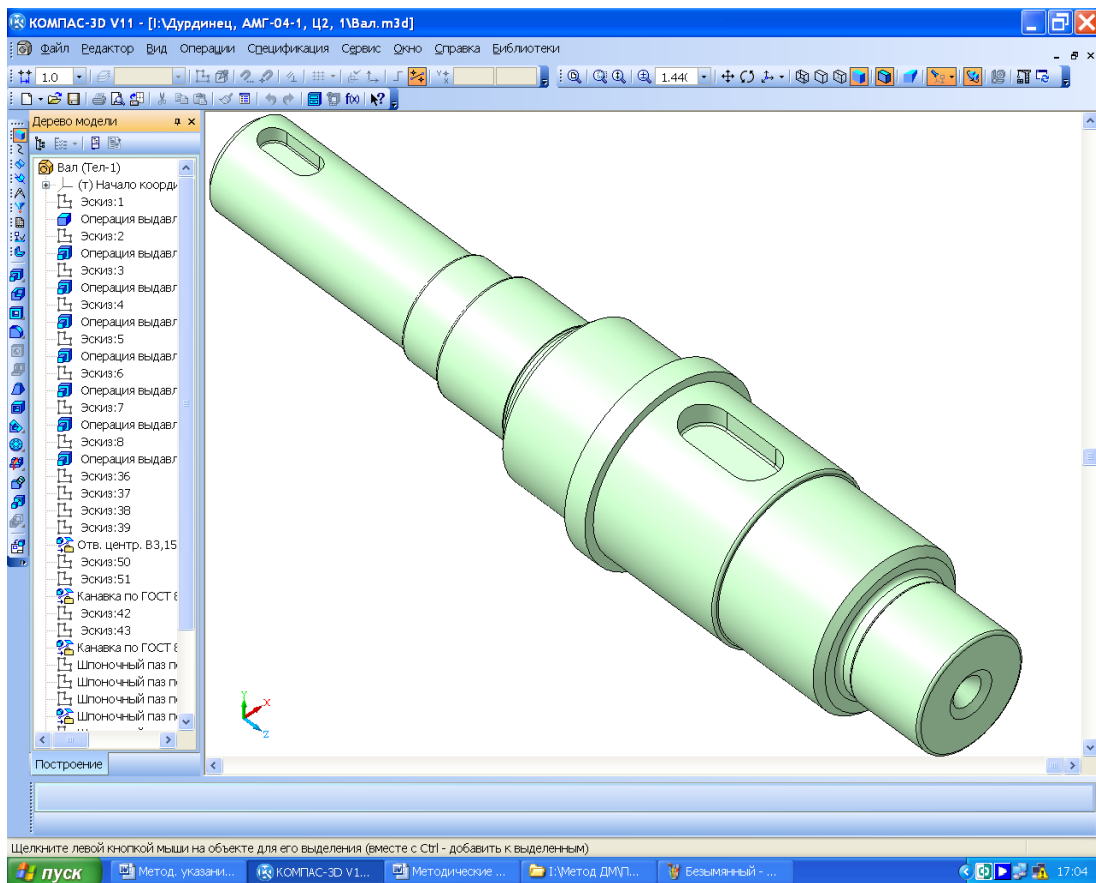 КОМПАС-3D V11 - [I:\Дурдинец, АМГ-04-1, Ц2, 1\Вал.m3d]
Файл Редактор Вид Операции Спецификация Сервис Окно Справка Библиотеки
1.0 1.44(
Дерево модели
Вал (Тел-1)
(т) Начало коорди
Эскиз:1
Операция выдавл
Эскиз:2
Операция выдавл
Эскиз:3
Операция выдавл
Эскиз:4
Операция выдавл
Эскиз:5
Операция выдавл
Эскиз:6
Операция выдавл
Эскиз:7
Операция выдавл
Эскиз:8
Операция выдавл
Эскиз:36
Эскиз:37
Эскиз:38
Эскиз:39
Отв. центр. B3,15
Эскиз:50
Эскиз:51
Канавка по ГОСТ 8
Эскиз:42
Эскиз:43
Канавка по ГОСТ 8
Шпоночный паз п
Шпоночный паз п
Шпоночный паз п
Шпоночный паз п
Y
X
Z
Построение
Щелкните левой кнопкой мыши на объекте для его выделения (вместе с Ctrl - добавить к выделенным)
пуск Метод. указани... КОМПАС-3D V1... Методические ... I:\Метод ДМ\П... Безымянный - ... 17:04